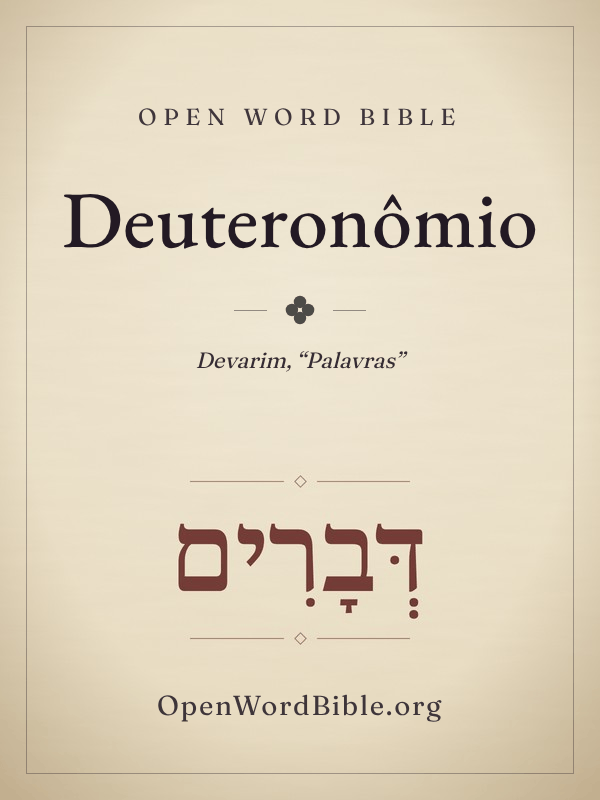 OPEN WORD BIBLE
Deuteronômio
Devarim, “Palavras”
דְּבָרִים
OpenWordBible.org